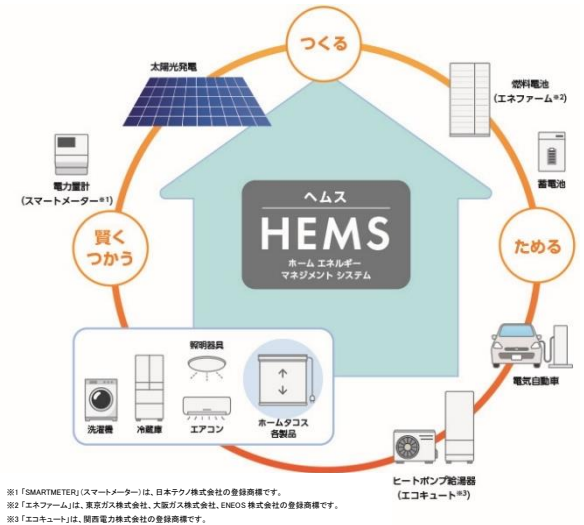 つくる
太陽光発電
燃料電池
(エネファーム※2)
電力量計
(スマートメーター※1)
蓄電池
ヘムス
HEMS
ホーム エネルギー
マネジメント システム
賢く
つかう
ためる
照明器具
洗濯機
冷蔵庫
エアコン
ホームタコス
各製品
電気自動車
ヒートポンプ給湯器
(エコキュート※3)
※1「SMARTMETER」(スマートメーター)は、日本テクノ株式会社の登録商標です。
※2「エネファーム」は、東京ガス株式会社、大阪ガス株式会社、ENEOS 株式会社の登録商標です。
※3「エコキュート」は、関西電力株式会社の登録商標です。